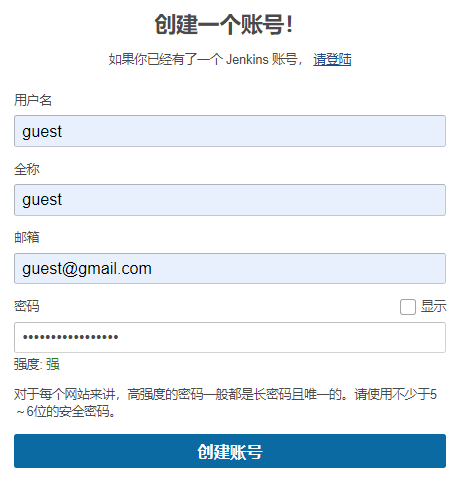 创建一个账号！
如果你已经有了一个 Jenkins 账号， 请登陆
用户名
guest
全称
guest
邮箱
guest@gmail.com
密码
显示
•••••••••••••••••
强度: 强
对于每个网站来讲，高强度的密码一般都是长密码且唯一的。请使用不少于5
～6位的安全密码。
创建账号